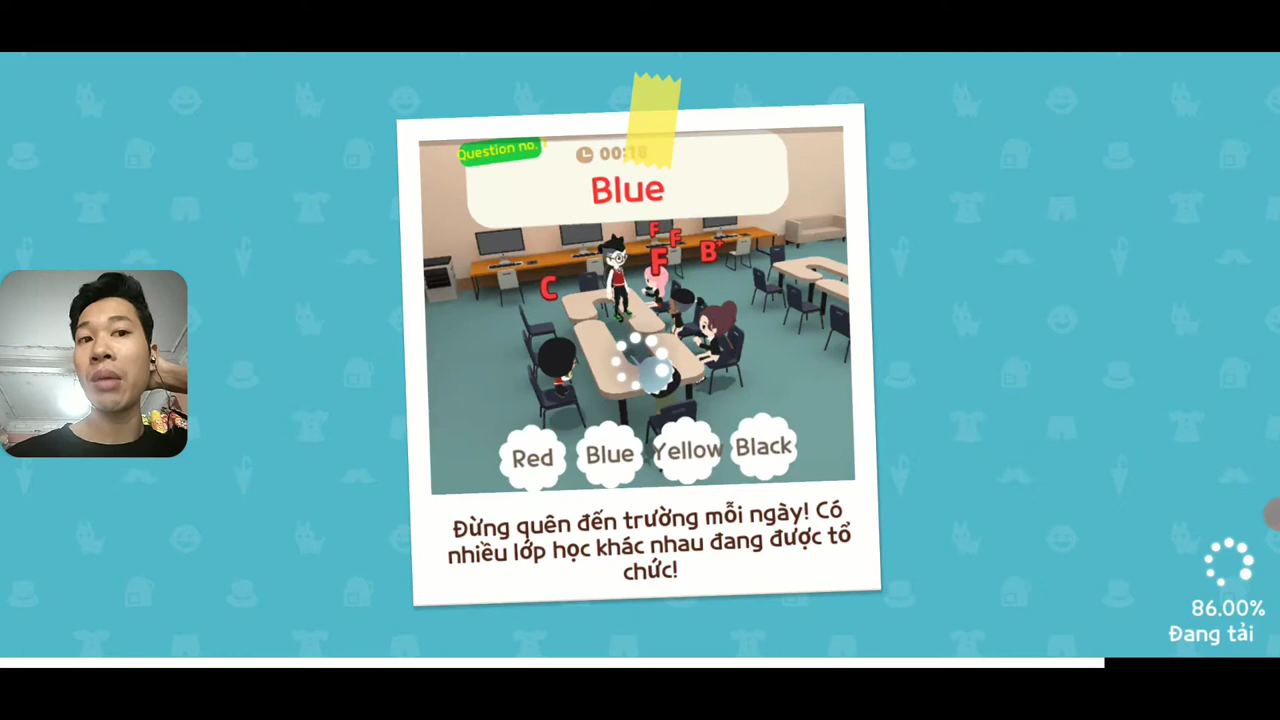 Question no.
00:18
Blue
F
F
F
B+
C
Red
Blue
Yellow
Black
Đừng quên đến trường mỗi ngày! Có
nhiều lớp học khác nhau đang được tổ
chức!
86.00%
Đang tải